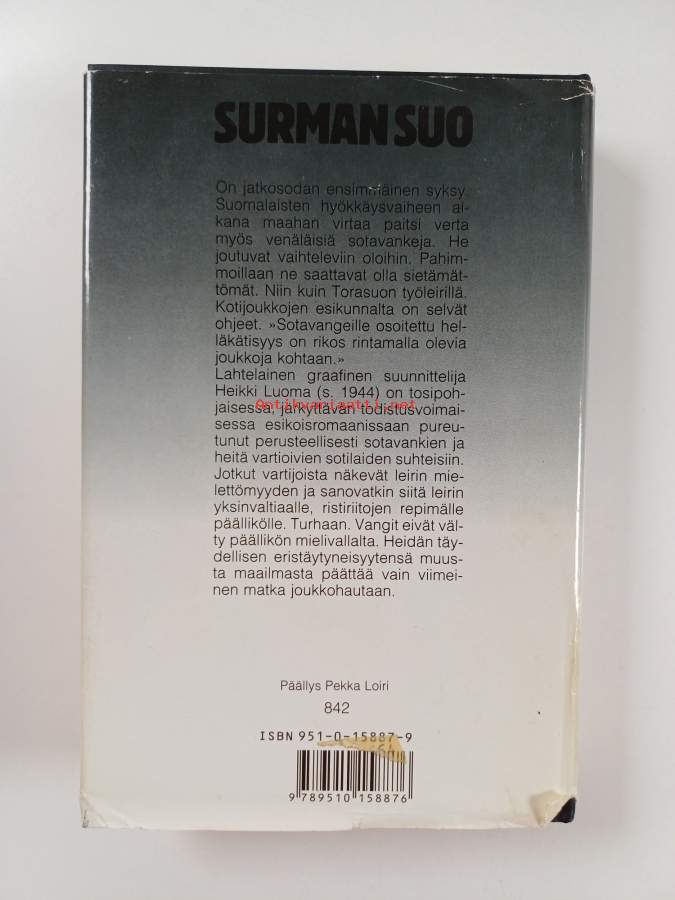 SURMAN SUO
On jatkosodan ensimmäinen syksy.
Suomalaisten hyökkäysvaiheen ai-
kana maahan virtaa paitsi verta
myös venäläisiä sotavankeja. He
joutuvat vaihteleviin oloihin. Pahim-
moillaan ne saattavat olla sietämät-
tömät. Niin kuin Torasuon työleirillä.
Kotijoukkojen esikunnalta on selvät
ohjeet. »Sotavangeille osoitettu hel-
läkätisyys on rikos rintamalla olevia
joukkoja kohtaan.»
Lahtelainen graafinen suunnittelija
Heikki Luoma (s. 1944) on tosipoh-
Antikvariaatti.net
jaisessa, järkyttävän todistusvoimai-
sessa esikoisromaanissaan pureu-
tunut perusteellisesti sotavankien ja
heitä vartioivien sotilaiden suhteisiin.
Jotkut vartijoista näkevät leirin mie-
lettömyyden ja sanovatkin siitä leirin
yksinvaltiaalle, ristiriitojen repimälle
päällikölle. Turhaan. Vangit eivät väl-
ty päällikön mielivallalta. Heidän täy-
dellisen eristäytyneisyytensä muus-
ta maailmasta päättää vain viimei-
nen matka joukkohautaan.
Päällys Pekka Loiri
842
ISBN 951-0-15887-9
9 789510 158876